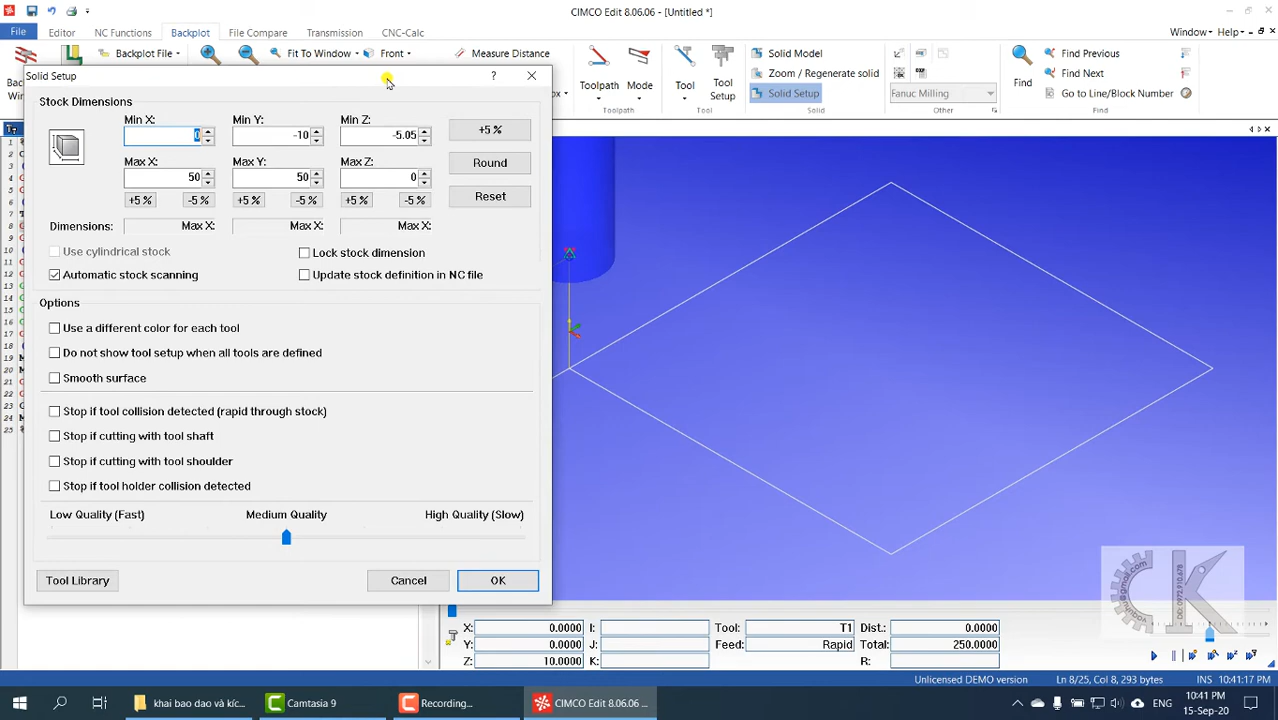 CIMCO Edit 8.06.06 - [Untitled *]
File
Editor
NC Functions
Backplot
File Compare
Transmission
CNC-Calc
Window
Help
Backplot File
Fit To Window
Front
Measure Distance
Toolpath
Mode
Tool
Tool Setup
Solid Model
Zoom / Regenerate solid
Solid Setup
Fanuc Milling
Other
Find
Find Previous
Find Next
Go to Line/Block Number
Find
Solid Setup
?
Stock Dimensions
Min X:
Min Y:
Min Z:
0
-10
-5.05
+5 %
Max X:
Max Y:
Max Z:
Round
50
50
0
+5 %
-5 %
+5 %
-5 %
+5 %
-5 %
Reset
Dimensions:
Max X:
Max X:
Max X:
Use cylindrical stock
Lock stock dimension
Automatic stock scanning
Update stock definition in NC file
Options
Use a different color for each tool
Do not show tool setup when all tools are defined
Smooth surface
Stop if tool collision detected (rapid through stock)
Stop if cutting with tool shaft
Stop if cutting with tool shoulder
Stop if tool holder collision detected
Low Quality (Fast)
Medium Quality
High Quality (Slow)
Tool Library
Cancel
OK
X:
0.0000
I:
Tool:
T1
Dist.:
0.0000
Y:
0.0000
J:
Feed:
Rapid
Total:
250.0000
Z:
10.0000
K:
R:
Unlicensed DEMO version
Ln 8/25, Col 8, 293 bytes
INS
10:41:17 PM
khai bao dao và kíc...
Camtasia 9
Recording...
CIMCO Edit 8.06.06 ...
ENG
10:41 PM
15-Sep-20